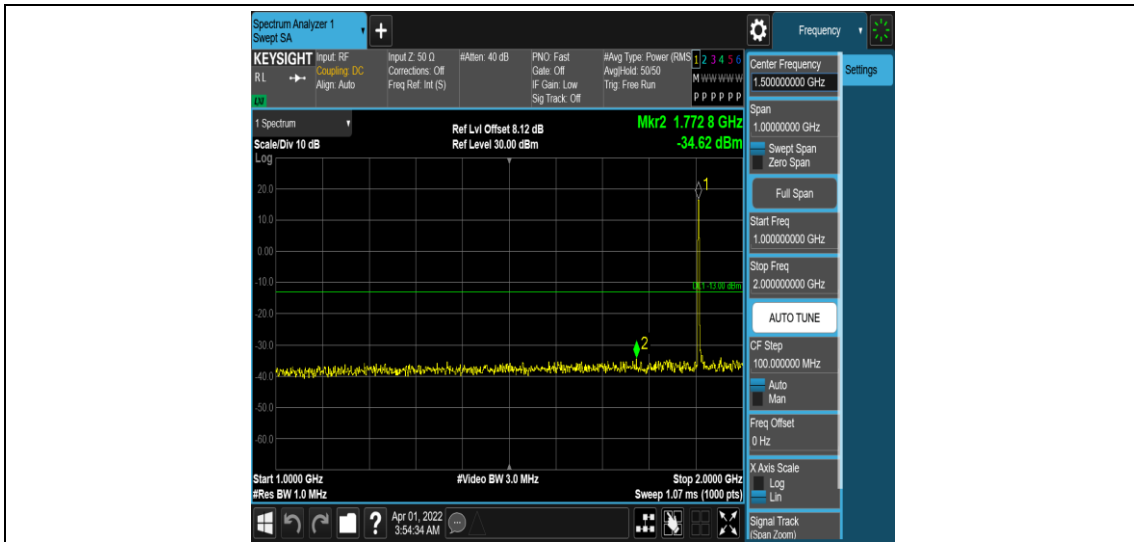 Spectrum Analyzer 1
Swept SA
+
Frequency
KEYSIGHT
RL
LXI
Input: RF
Coupling: DC
Align: Auto
Input Z: 50 Ω
Corrections: Off
Freq Ref: Int (S)
#Atten: 40 dB
PNO: Fast
Gate: Off
IF Gain: Low
Sig Track: Off
#Avg Type: Power (RMS
Avg|Hold: 50/50
Trig: Free Run
1 2 3 4 5 6
M W W W W W
P P P P P P
1 Spectrum
Scale/Div 10 dB
Log
Ref Lvl Offset 8.12 dB
Ref Level 30.00 dBm
Mkr2 1.772 8 GHz
-34.62 dBm
1
20.0
10.0
0.00
-10.0
DL1 -13.00 dBm
-20.0
-30.0
2
-40.0
-50.0
-60.0
Start 1.0000 GHz
#Res BW 1.0 MHz
#Video BW 3.0 MHz
Stop 2.0000 GHz
Sweep 1.07 ms (1000 pts)
Center Frequency
1.500000000 GHz
Settings
Span
1.00000000 GHz
Swept Span
Zero Span
Full Span
Start Freq
1.000000000 GHz
Stop Freq
2.000000000 GHz
AUTO TUNE
CF Step
100.000000 MHz
Auto
Man
Freq Offset
0 Hz
X Axis Scale
Log
Lin
Signal Track
(Span Zoom)
?
Apr 01, 2022
3:54:34 AM